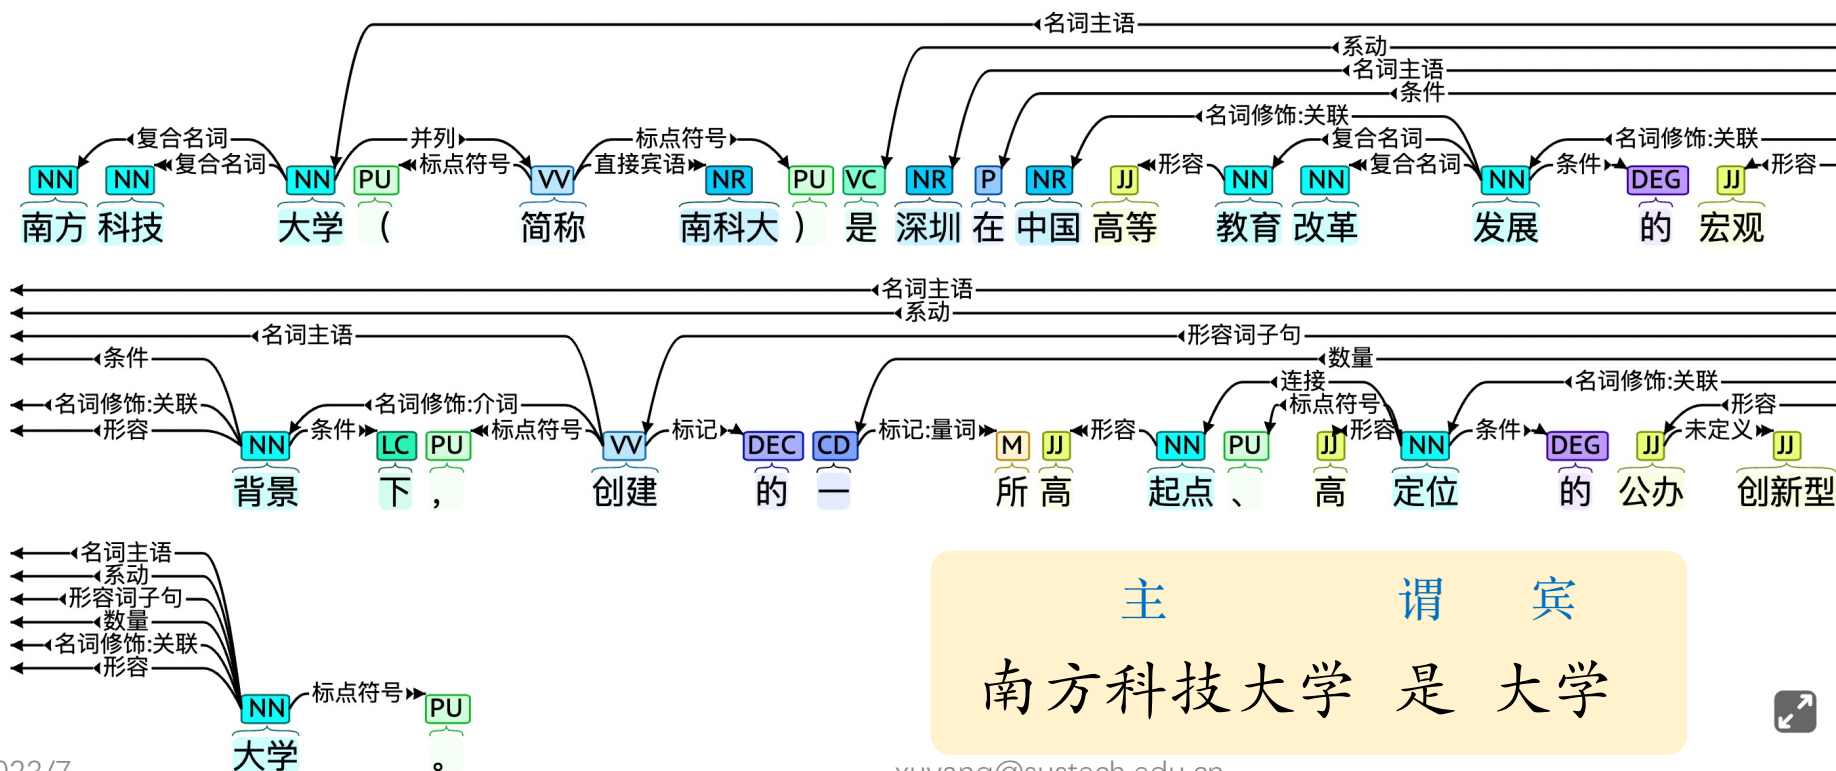 名词主语
系动
名词主语
条件
名词修饰:关联
复合名词 并列 标点符号 复合名词 名词修饰:关联
复合名词 标点符号 直接宾语 形容 复合名词 条件 形容
NN NN NN PU VV NR PU VC NR P NR JJ NN NN NN DEG JJ
南方 科技 大学 （ 简称 南科大 ） 是 深圳 在 中国 高等 教育 改革 发展 的 宏观
名词主语
系动
名词主语 形容词子句
条件 数量
连接 名词修饰:关联
名词修饰:关联 名词修饰:介词 标点符号 形容
形容 条件 标点符号 标记 标记:量词 形容 形容 条件 未定义
NN LC PU VV DEC CD M JJ NN PU JJ NN DEG JJ JJ
背景 下 ， 创建 的 一 所 高 起点 、 高 定位 的 公办 创新型
名词主语
系动
形容词子句
数量
名词修饰:关联
形容
标点符号
NN PU
大学 。
主 谓 宾
南方科技大学 是 大学